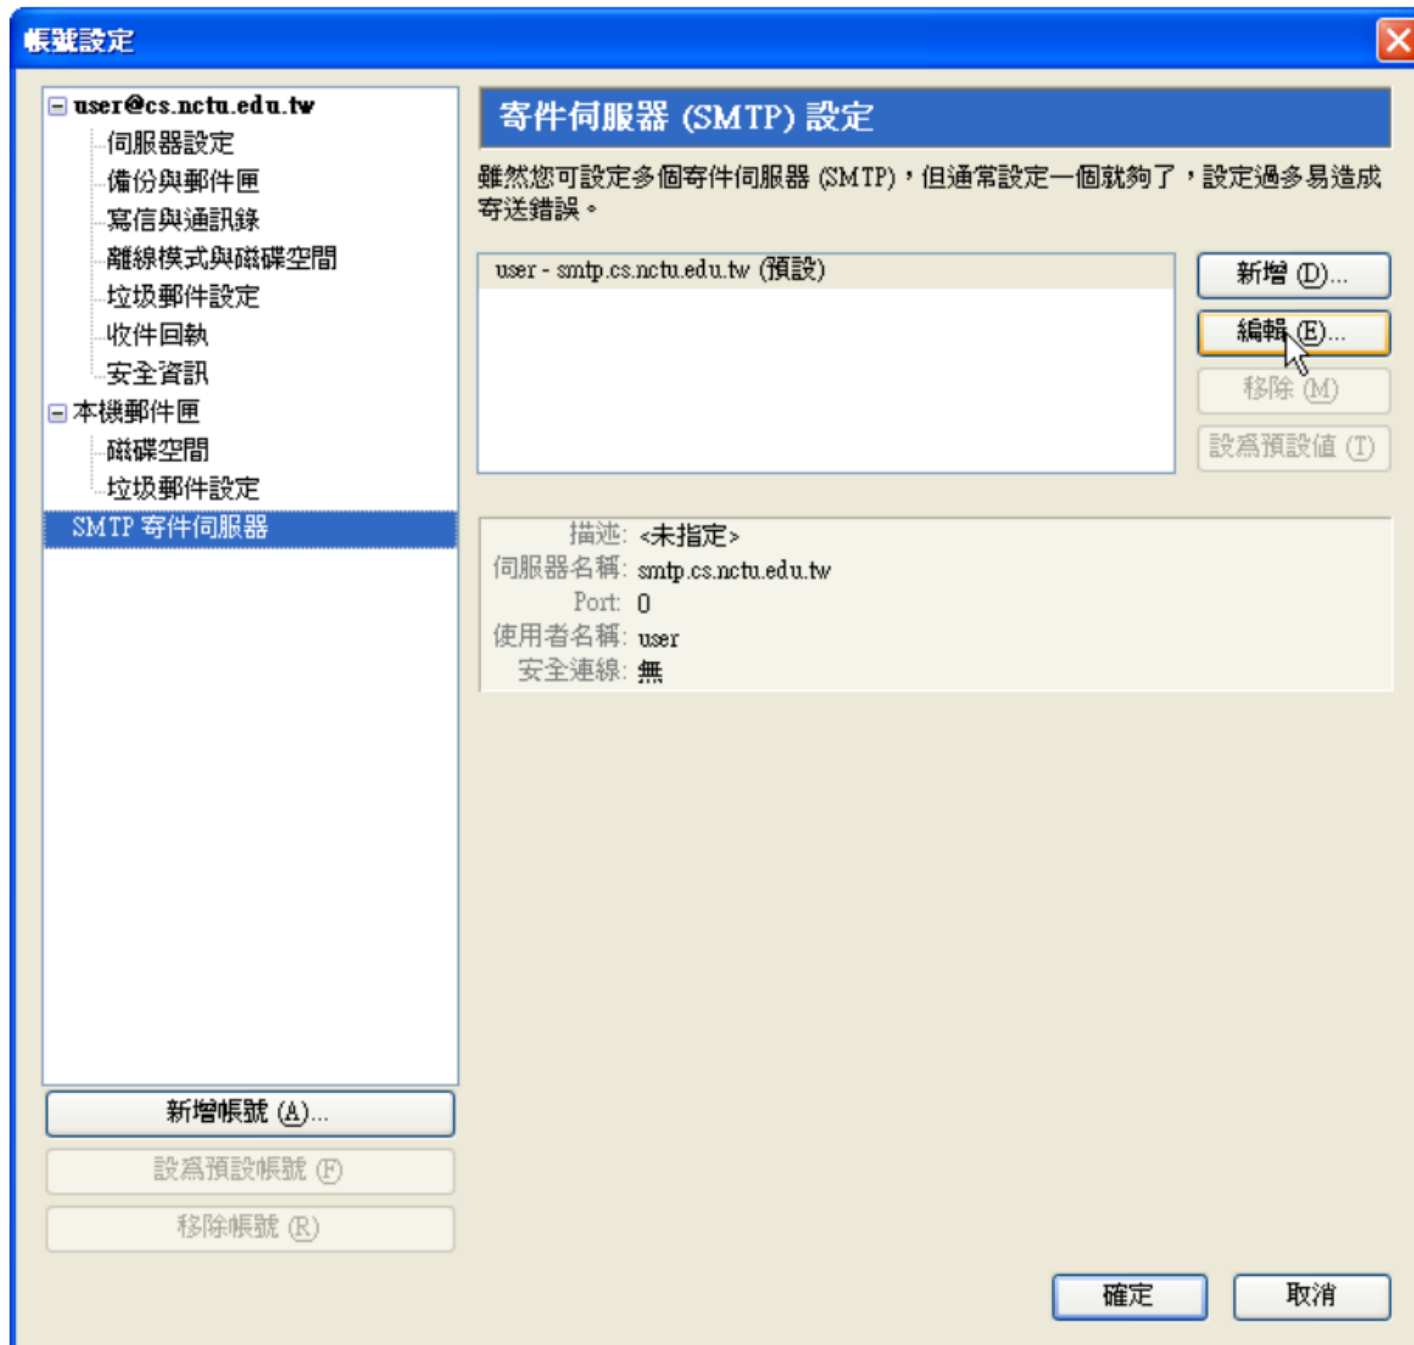 帳號設定
user@cs.nctu.edu.tw
伺服器設定
備份與郵件匣
寫信與通訊錄
離線模式與磁碟空間
垃圾郵件設定
收件回執
安全資訊
本機郵件匣
磁碟空間
垃圾郵件設定
SMTP 寄件伺服器
新增帳號 (A)...
設為預設帳號 (F)
移除帳號 (R)
寄件伺服器 (SMTP) 設定
雖然您可設定多個寄件伺服器 (SMTP)，但通常設定一個就夠了，設定過多易造成
寄送錯誤。
user - smtp.cs.nctu.edu.tw (預設)
新增 (D)...
編輯 (E)...
移除 (M)
設為預設值 (T)
描述: <未指定>
伺服器名稱: smtp.cs.nctu.edu.tw
Port: 0
使用者名稱: user
安全連線: 無
確定
取消